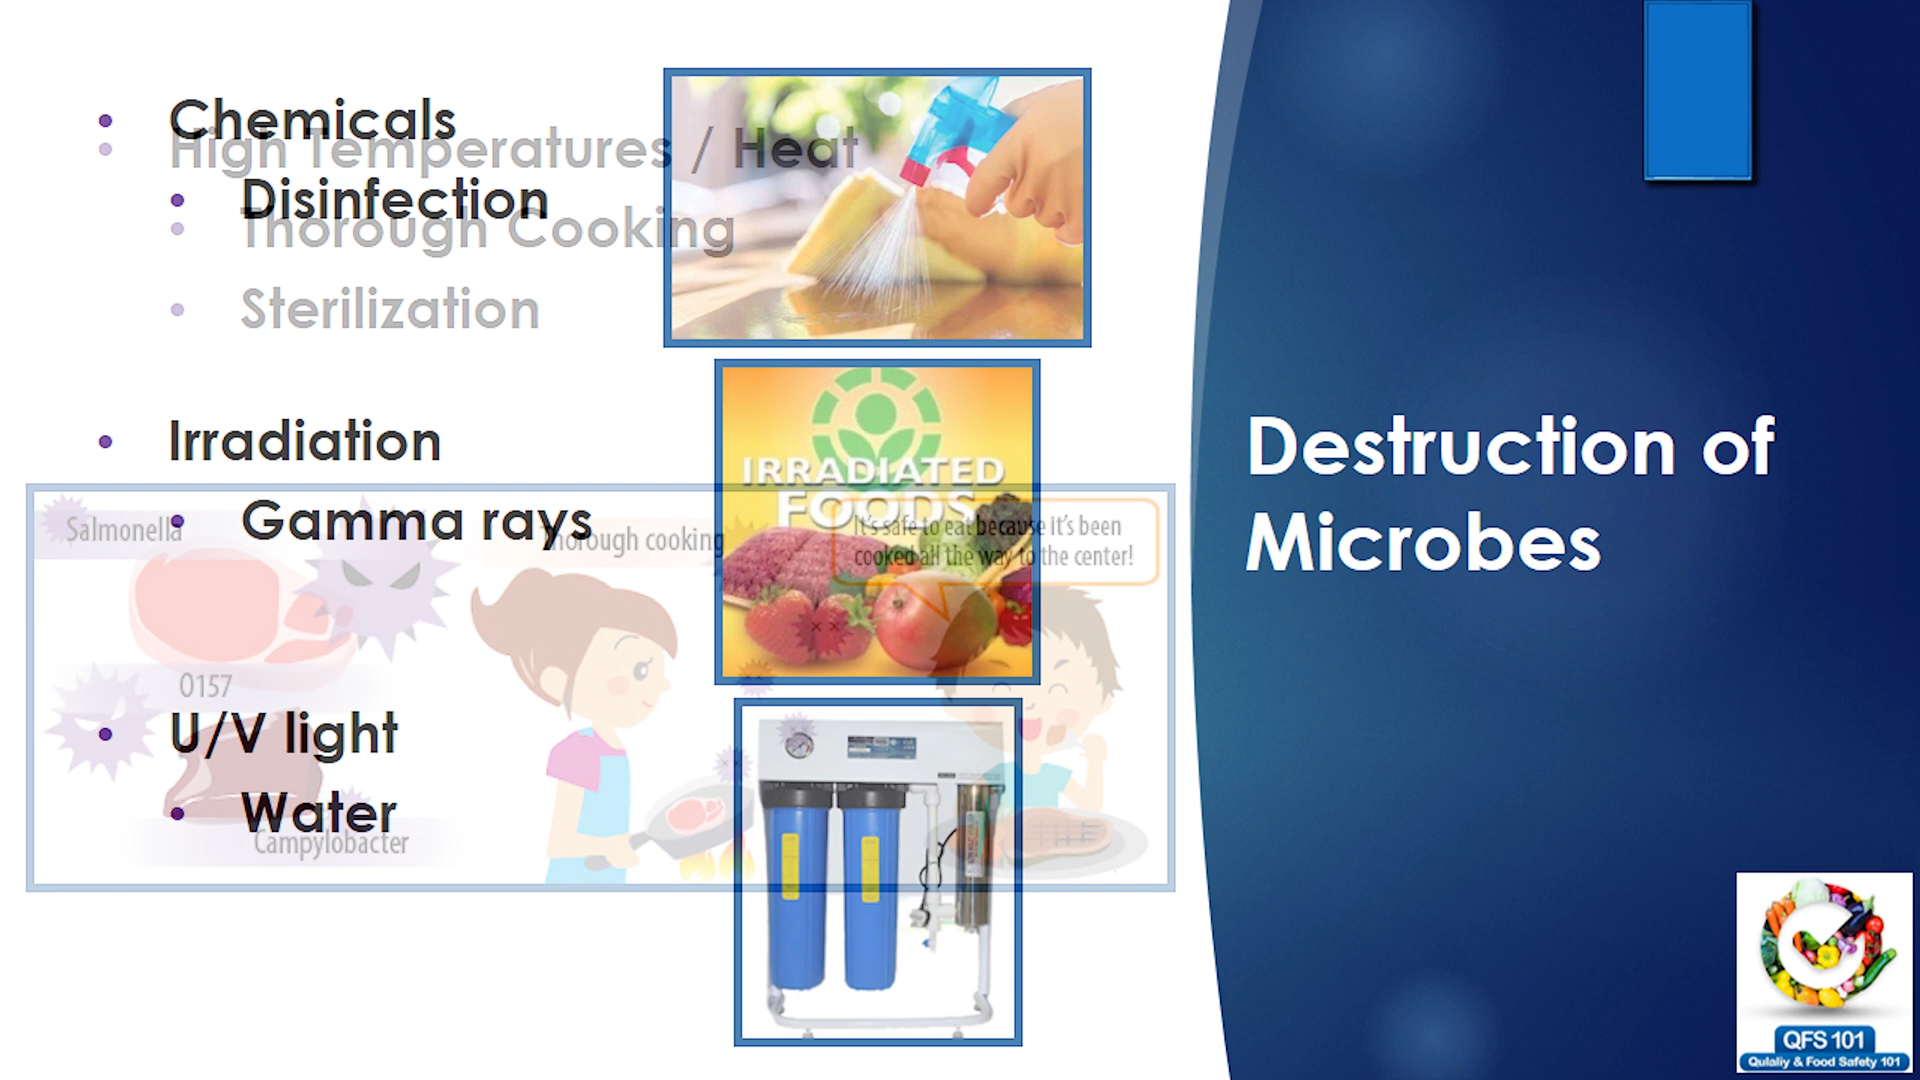 Chemicals
High Temperatures / Heat
Disinfection
Thorough Cooking
Sterilization
Irradiation
Gamma rays
U/V light
Water
IRRADIATED
FOODS
Salmonella
Thorough cooking
It's safe to eat because it's been
cooked all the way to the center!
O157
Campylobacter
Destruction of
Microbes
QFS 101
Qulaliy & Food Safety 101